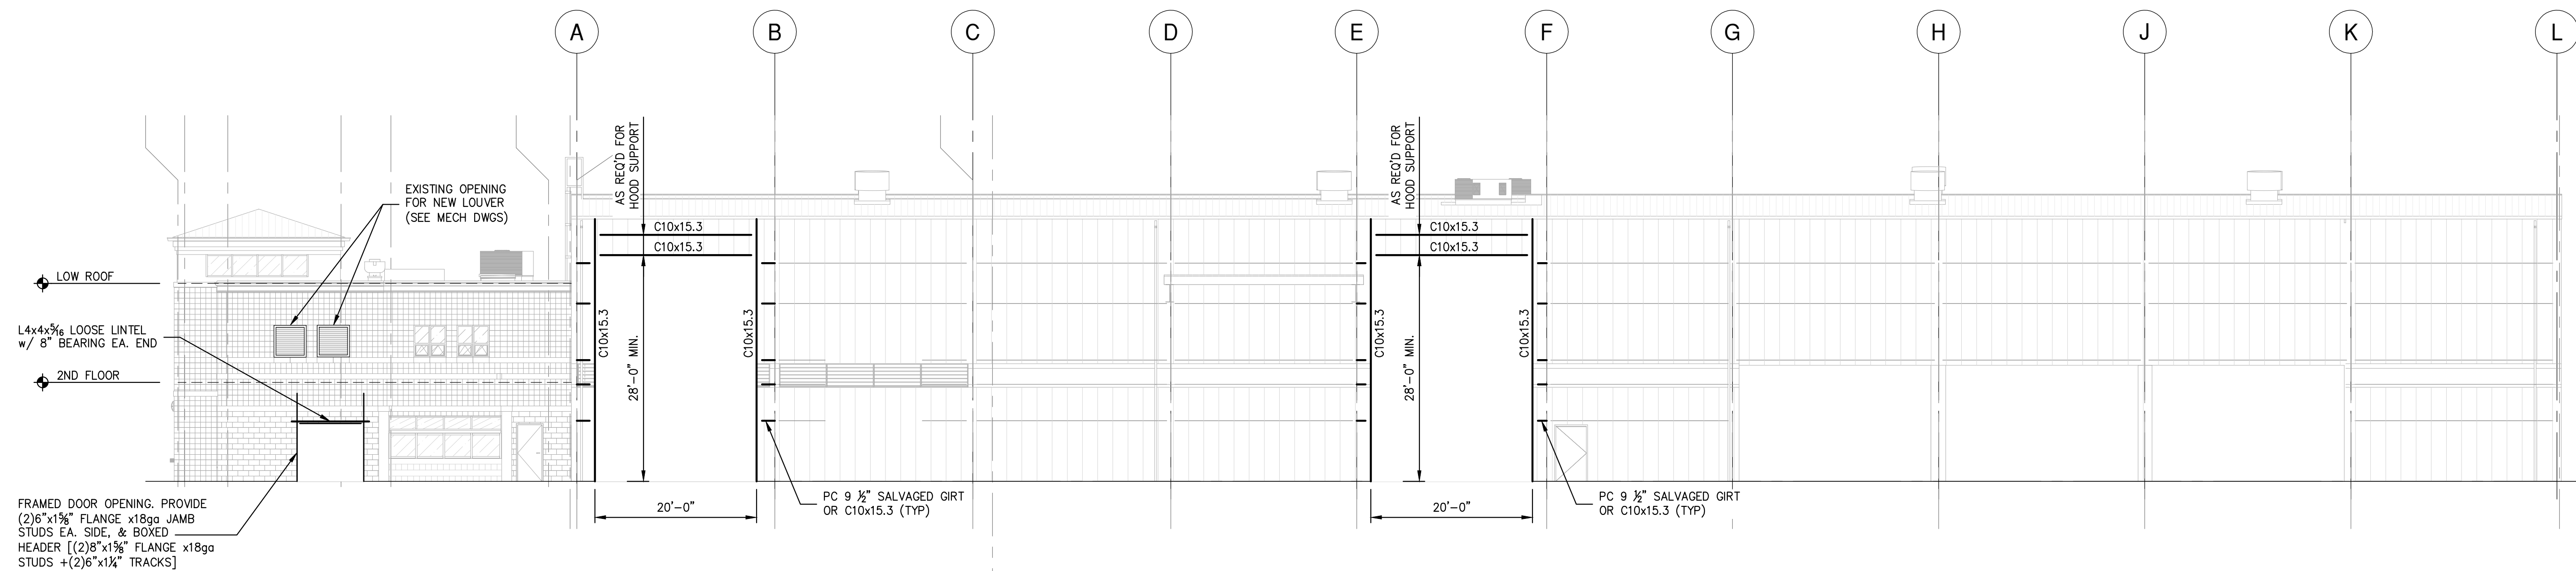 A
B
C
D
E
F
G
H
J
K
L
AS REQ'D FOR
HOOD SUPPORT
AS REQ'D FOR
HOOD SUPPORT
EXISTING OPENING
FOR NEW LOUVER
(SEE MECH DWGS)
C10x15.3
C10x15.3
C10x15.3
C10x15.3
LOW ROOF
L4x4x5⁄16 LOOSE LINTEL
w/ 8" BEARING EA. END
C10x15.3
C10x15.3
C10x15.3
C10x15.3
28'-0" MIN.
28'-0" MIN.
2ND FLOOR
FRAMED DOOR OPENING. PROVIDE
(2)6"x1⅝" FLANGE x18ga JAMB
STUDS EA. SIDE, & BOXED
HEADER [(2)8"x1⅝" FLANGE x18ga
STUDS +(2)6"x1¼" TRACKS]
20'-0"
PC 9 ½" SALVAGED GIRT
OR C10x15.3 (TYP)
20'-0"
PC 9 ½" SALVAGED GIRT
OR C10x15.3 (TYP)